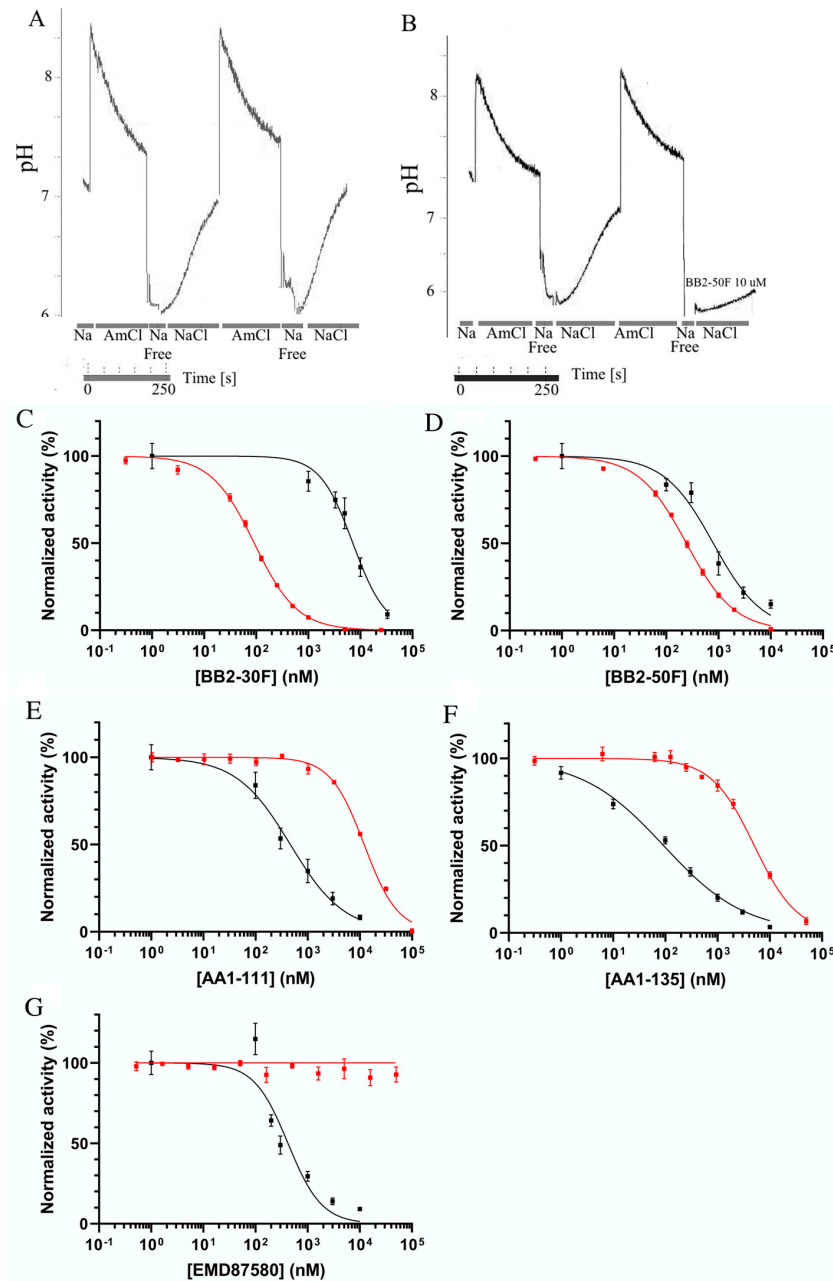 A
8
pH
7
6
Na AmCl Na NaCl AmCl Na NaCl
Free Free
0 250 Time [s]
B
8
pH
7
6
BB2-50F 10 uM
Na AmCl Na NaCl AmCl Na NaCl
Free Free
0 250 Time [s]
C
Normalized activity (%)
100
50
0
10-1 100 101 102 103 104 105
[BB2-30F] (nM)
D
Normalized activity (%)
100
50
0
10-1 100 101 102 103 104 105
[BB2-50F] (nM)
E
Normalized activity (%)
100
50
0
10-1 100 101 102 103 104 105
[AA1-111] (nM)
F
Normalized activity (%)
100
50
0
10-1 100 101 102 103 104 105
[AA1-135] (nM)
G
Normalized activity (%)
100
50
0
10-1 100 101 102 103 104 105
[EMD87580] (nM)